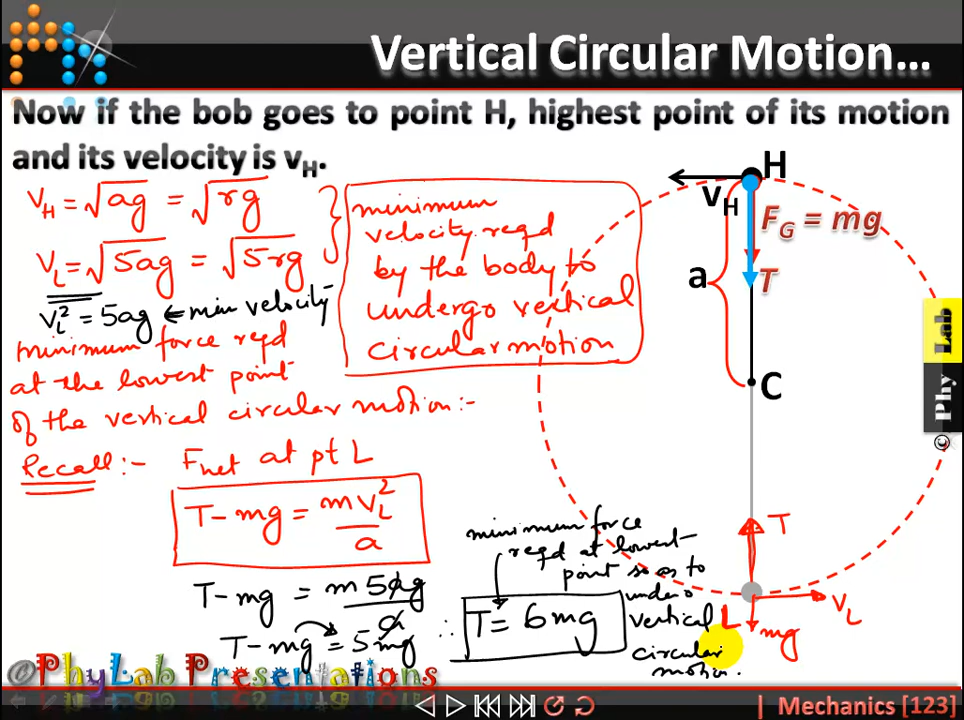 Vertical Circular Motion...
Now if the bob goes to point H, highest point of its motion
and its velocity is vH.
vH = √ag = √rg
vL = √5ag = √5rg
minimum
velocity reqd
by the body to
undergo vertical
circular motion
vL² = 5ag ← min velocity
minimum force reqd
at the lowest point
of the vertical circular motion:-
Recall:- Fnet at pt L
T - mg = mvL²/a
T - mg = m5ag/a
T - mg = 5mg
∴ T = 6mg
minimum force
reqd at lowest
point so as to
undero
vertical
circular
motion.
H
vH
FG = mg
T
a
C
T
vL
L
mg
© Phy Lab
©PhyLab Presentations
| Mechanics [123]